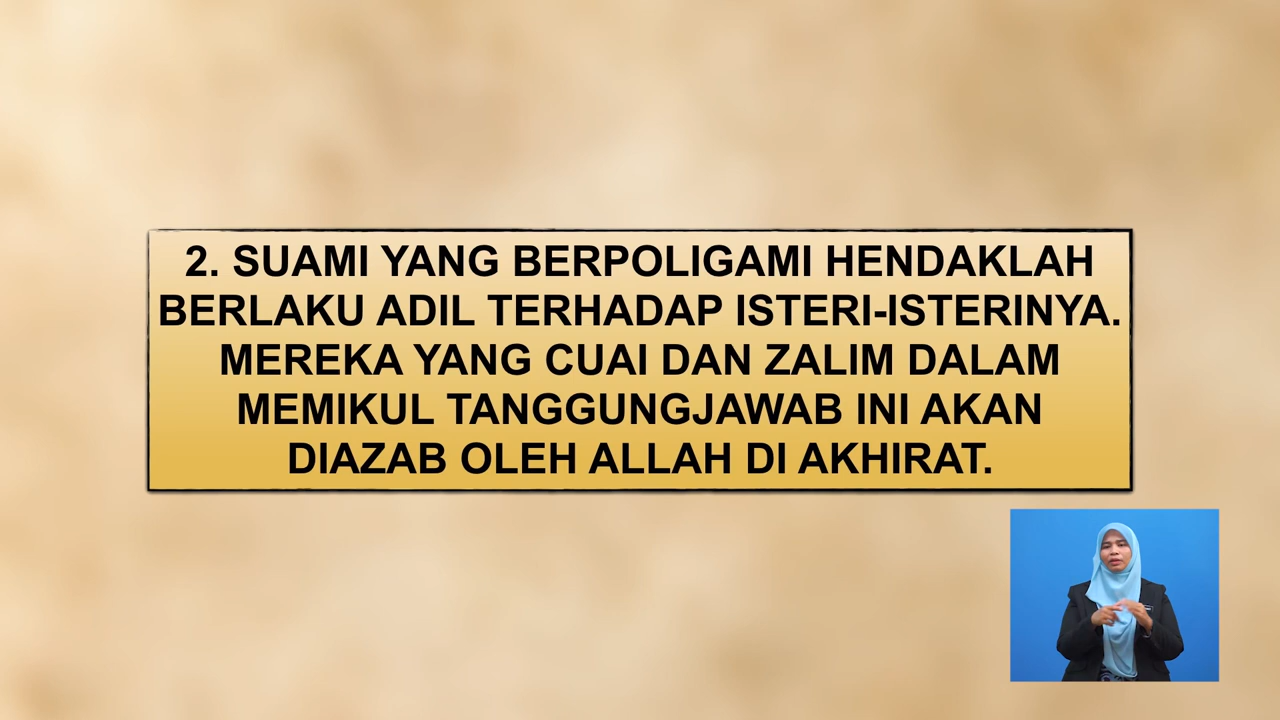 2. SUAMI YANG BERPOLIGAMI HENDAKLAH
BERLAKU ADIL TERHADAP ISTERI-ISTERINYA.
MEREKA YANG CUAI DAN ZALIM DALAM
MEMIKUL TANGGUNGJAWAB INI AKAN
DIAZAB OLEH ALLAH DI AKHIRAT.